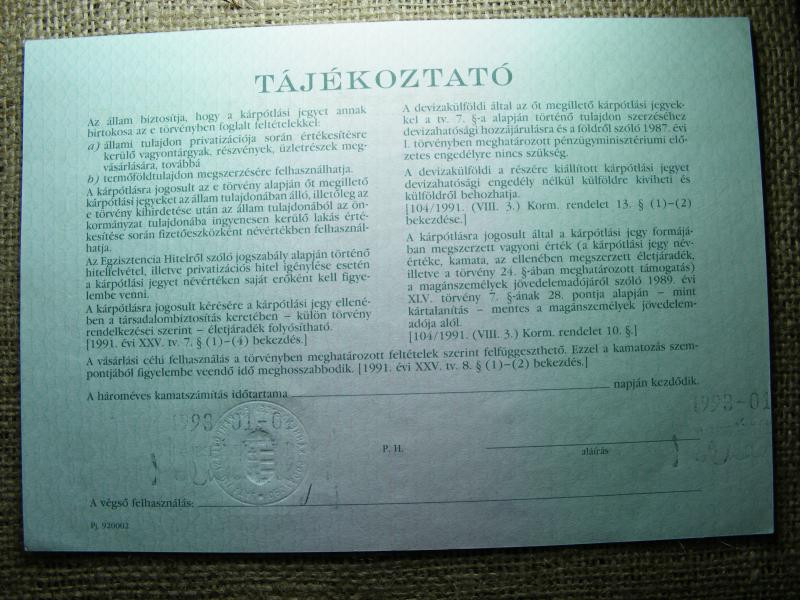 TÁJÉKOZTATÓ
Az állam biztosítja, hogy a kárpótlási jegyet annak
birtokosa az e törvényben foglalt feltételekkel:
a) állami tulajdon privatizációja során értékesítésre
kerülő vagyontárgyak, részvények, üzletrészek meg-
vásárlására, továbbá
b) termőföldtulajdon megszerzésére felhasználhatja.
A kárpótlásra jogosult az e törvény alapján őt megillető
kárpótlási jegyeket az állam tulajdonában álló, illetőleg az
e törvény kihirdetése után az állam tulajdonából az ön-
kormányzat tulajdonába ingyenesen kerülő lakás érté-
kesítése során fizetőeszközként névértékben felhasznál-
hatja.
Az Egzisztencia Hitelről szóló jogszabály alapján történő
hitelfelvétel, illetve privatizációs hitel igénylése esetén
a kárpótlási jegyet névértéken saját erőként kell figye-
lembe venni.
A kárpótlásra jogosult kérésére a kárpótlási jegy ellené-
ben a társadalombiztosítás keretében – külön törvény
rendelkezései szerint – életjáradék folyósítható.
[1991. évi XXV. tv. 7. § (1)–(4) bekezdés.]
A devizakülföldi által az őt megillető kárpótlási jegyek-
kel a tv. 7. §-a alapján történő tulajdon szerzéséhez
devizahatósági hozzájárulásra és a földről szóló 1987. évi
I. törvényben meghatározott pénzügyminisztériumi elő-
zetes engedélyre nincs szükség.
A devizakülföldi a részére kiállított kárpótlási jegyet
devizahatósági engedély nélkül külföldre kiviheti és
külföldről behozhatja.
[104/1991. (VIII. 3.) Korm. rendelet 13. § (1)–(2)
bekezdése.]
A kárpótlásra jogosult által a kárpótlási jegy formájá-
ban megszerzett vagyoni érték (a kárpótlási jegy név-
értéke, kamata, az ellenében megszerzett életjáradék,
illetve a törvény 24. §-ában meghatározott támogatás)
a magánszemélyek jövedelemadójáról szóló 1989. évi
XLV. törvény 7. §-ának 28. pontja alapján – mint
kártalanítás – mentes a magánszemélyek jövedelem-
adója alól.
[104/1991. (VIII. 3.) Korm. rendelet 10. §.]
A vásárlási célú felhasználás a törvényben meghatározott feltételek szerint felfüggeszthető. Ezzel a kamatozás szem-
pontjából figyelembe veendő idő meghosszabbodik. [1991. évi XXV. tv. 8. § (1)–(2) bekezdés.]
A hároméves kamatszámítás időtartama napján kezdődik.
P. H.
aláírás
A végső felhasználás:
Pj. 920002